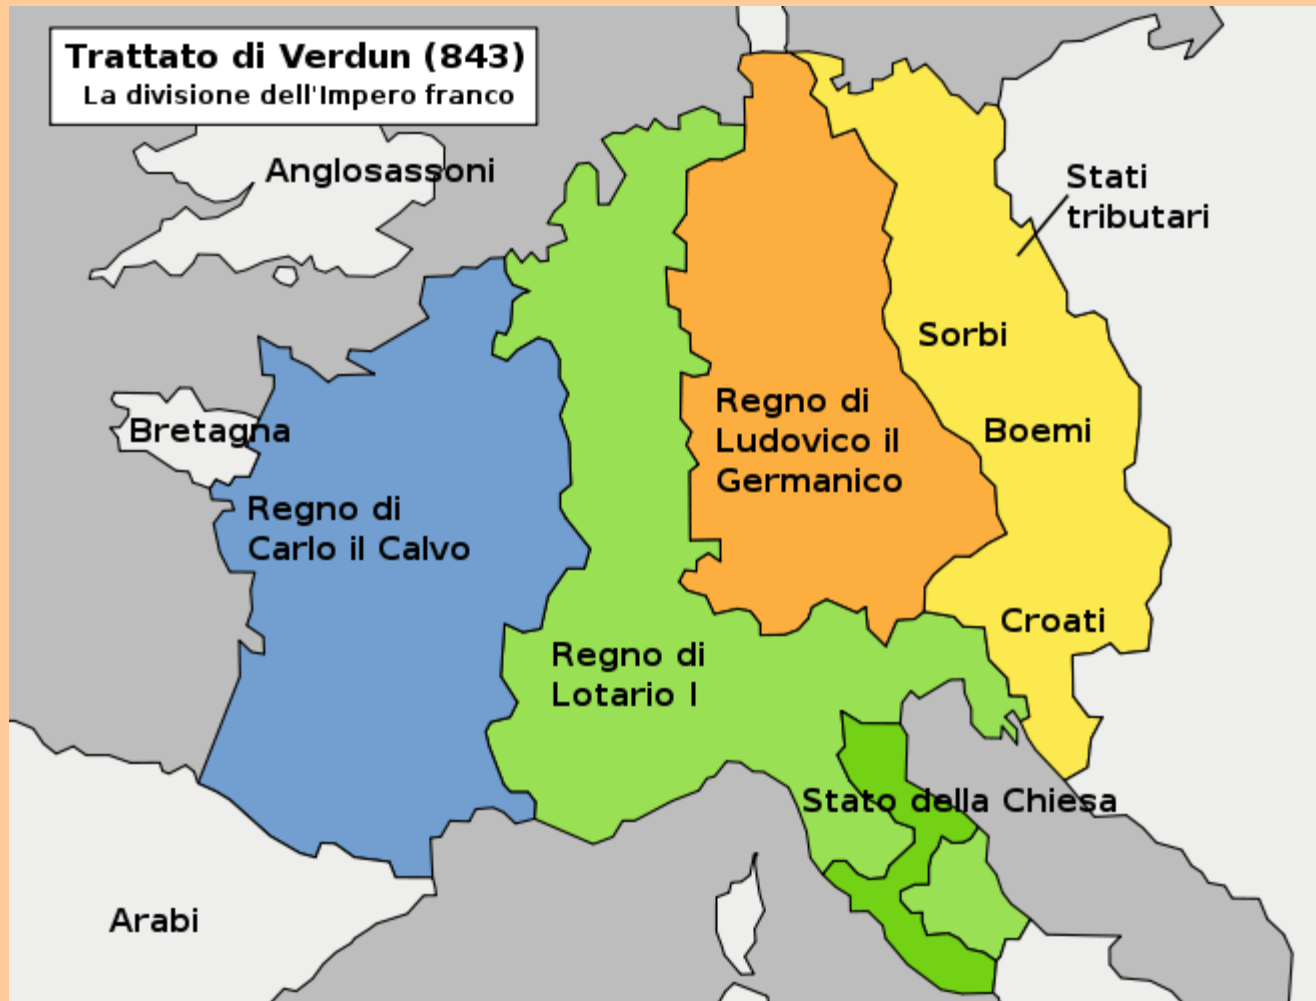 Trattato di Verdun (843)
La divisione dell'Impero franco
Anglosassoni
Stati
tributari
Sorbi
Regno di
Ludovico il
Germanico
Boemi
Bretagna
Regno di
Carlo il Calvo
Croati
Regno di
Lotario I
Stato della Chiesa
Arabi